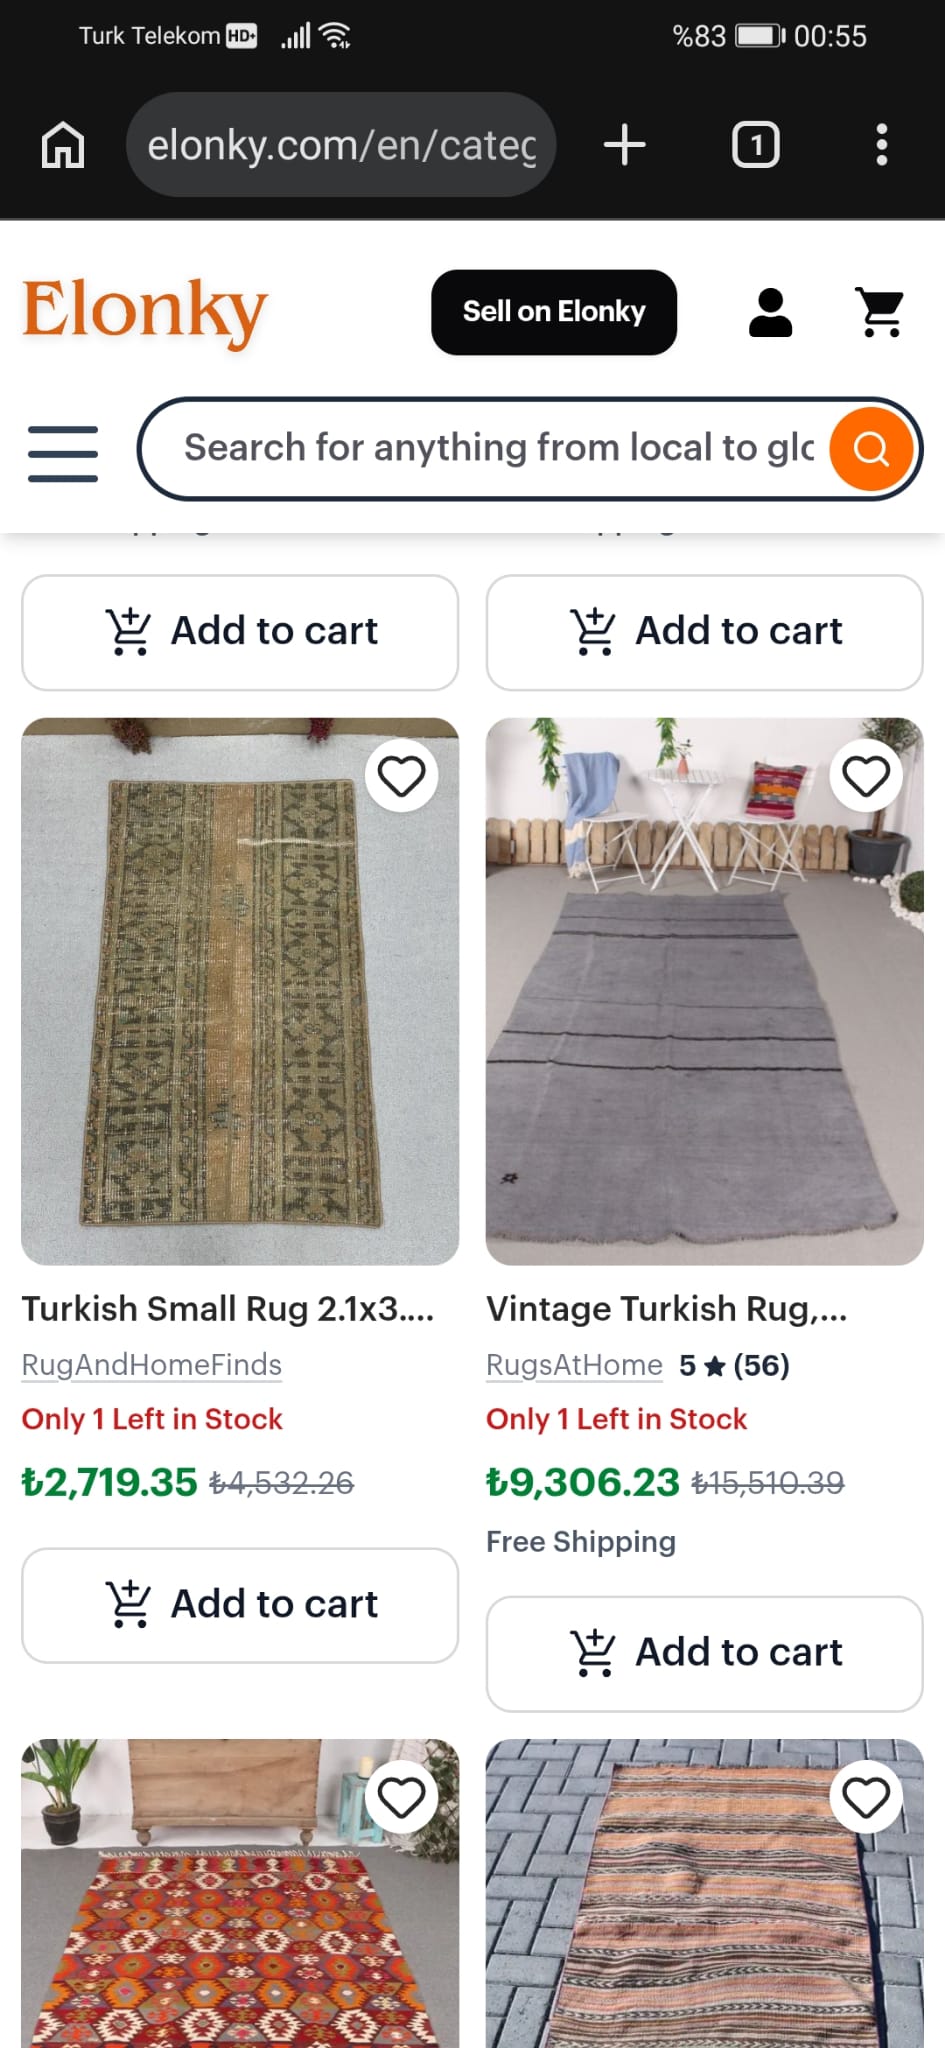 Turk Telekom HD+ %83 00:55
elonky.com/en/categ 1
Elonky Sell on Elonky
Search for anything from local to glo
Add to cart Add to cart
Turkish Small Rug 2.1x3.... Vintage Turkish Rug,...
RugAndHomeFinds RugsAtHome 5 ★ (56)
Only 1 Left in Stock Only 1 Left in Stock
₺2,719.35 ₺4,532.26 ₺9,306.23 ₺15,510.39
Free Shipping
Add to cart
Add to cart